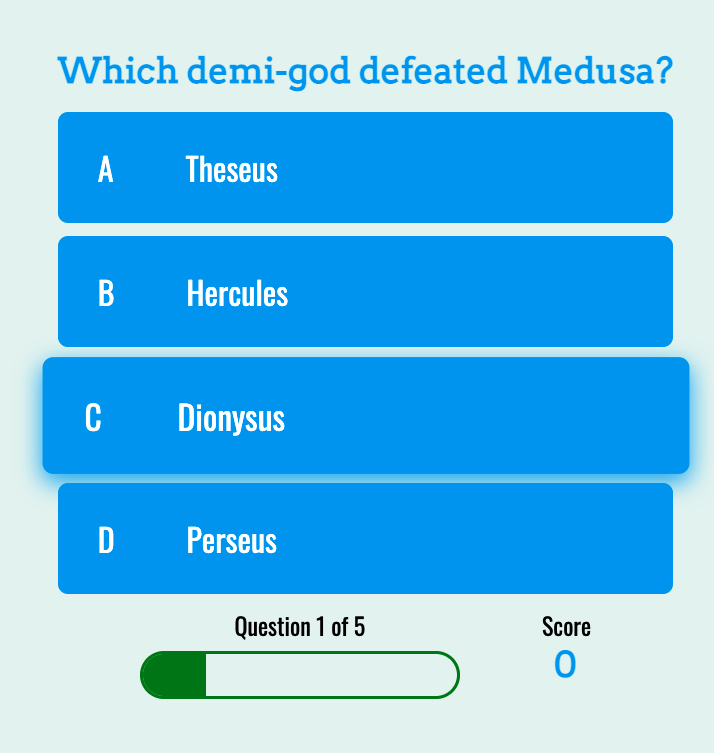 Which demi-god defeated Medusa?
A Theseus
B Hercules
C Dionysus
D Perseus
Question 1 of 5
Score
0